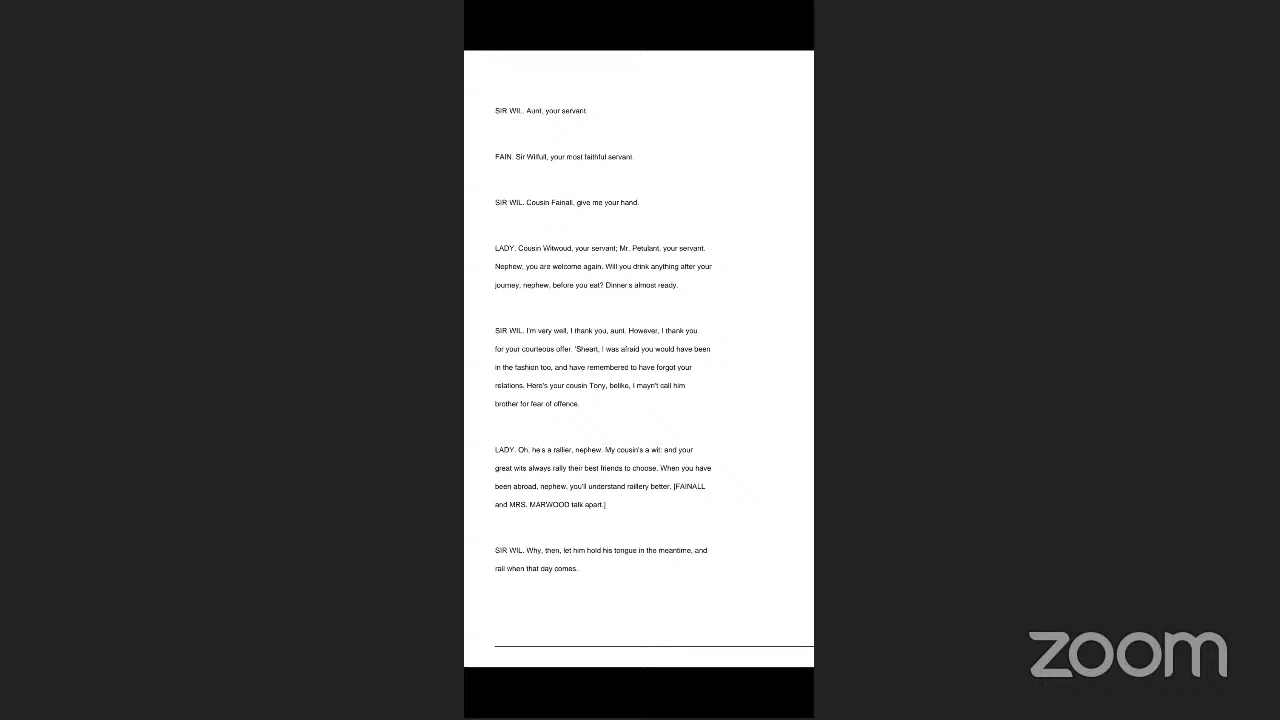 SIR WIL. Aunt, your servant.
FAIN. Sir Wilfull, your most faithful servant.
SIR WIL. Cousin Fainall, give me your hand.
LADY. Cousin Witwoud, your servant; Mr. Petulant, your servant.
Nephew, you are welcome again. Will you drink anything after your
journey, nephew, before you eat? Dinner's almost ready.
SIR WIL. I'm very well, I thank you, aunt. However, I thank you
for your courteous offer. 'Sheart, I was afraid you would have been
in the fashion too, and have remembered to have forgot your
relations. Here's your cousin Tony, belike, I mayn't call him
brother for fear of offence.
LADY. Oh, he's a rallier, nephew. My cousin's a wit: and your
great wits always rally their best friends to choose. When you have
been abroad, nephew, you'll understand raillery better. [FAINALL
and MRS. MARWOOD talk apart.]
SIR WIL. Why, then, let him hold his tongue in the meantime, and
rail when that day comes.
zoom